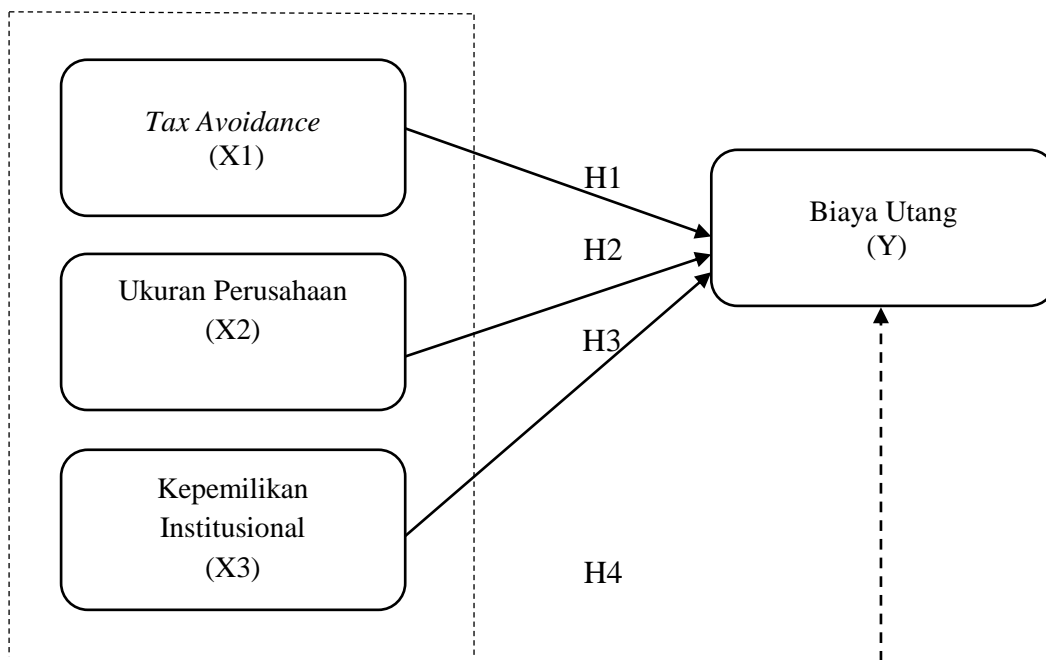 Tax Avoidance
(X1)
H1
Biaya Utang
(Y)
Ukuran Perusahaan
(X2)
H2
H3
Kepemilikan
Institusional
(X3)
H4